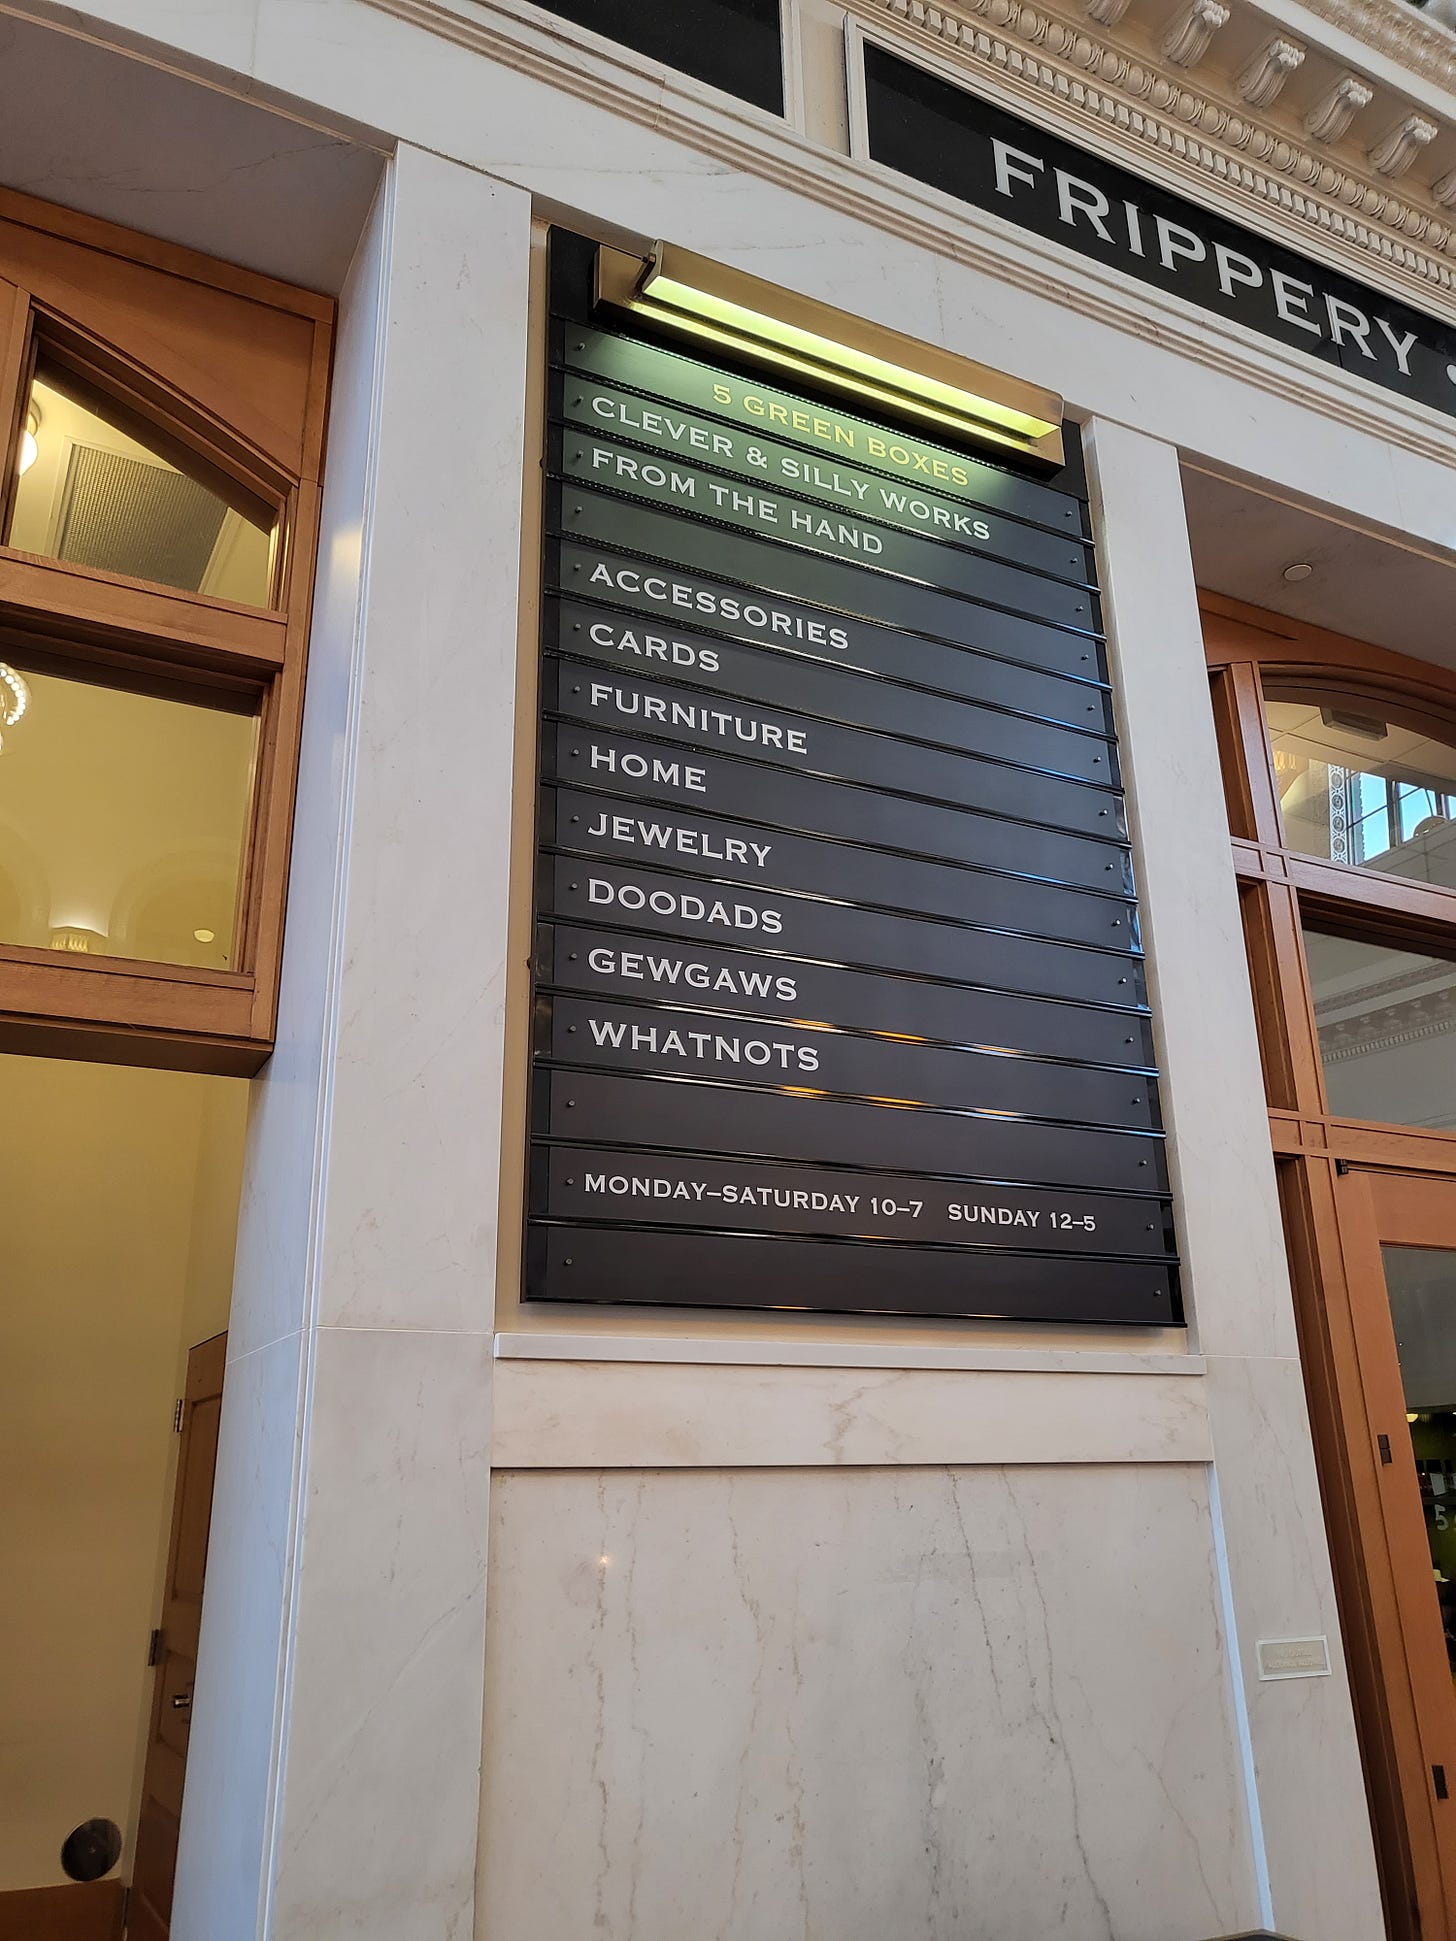 FRIPPERY
5 GREEN BOXES
CLEVER & SILLY WORKS
FROM THE HAND
ACCESSORIES
CARDS
FURNITURE
HOME
JEWELRY
DOODADS
GEWGAWS
WHATNOTS
MONDAY–SATURDAY 10–7 SUNDAY 12–5
5